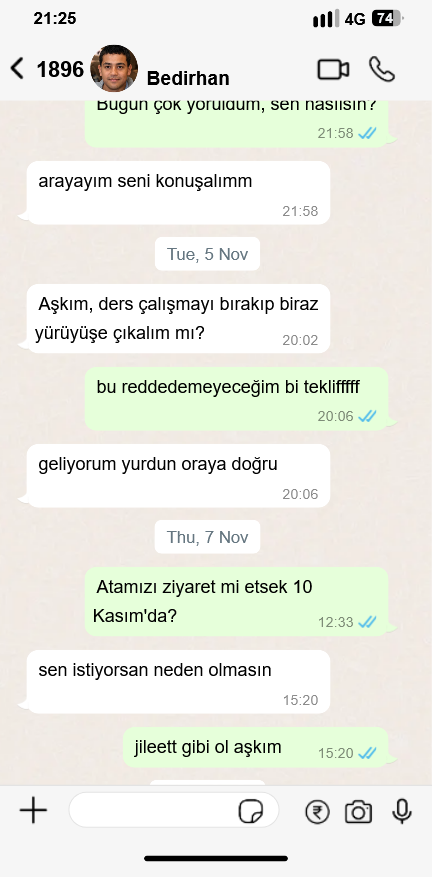 21:25
4G 74
1896 Bedirhan
Bugün çok yoruldum, sen nasılsın?
21:58
arayayım seni konuşalımm
21:58
Tue, 5 Nov
Aşkım, ders çalışmayı bırakıp biraz
yürüyüşe çıkalım mı?
20:02
bu reddedemeyeceğim bi teklifffff
20:06
geliyorum yurdun oraya doğru
20:06
Thu, 7 Nov
Atamızı ziyaret mi etsek 10
Kasım'da?
12:33
sen istiyorsan neden olmasın
15:20
jileett gibi ol aşkım
15:20
₹